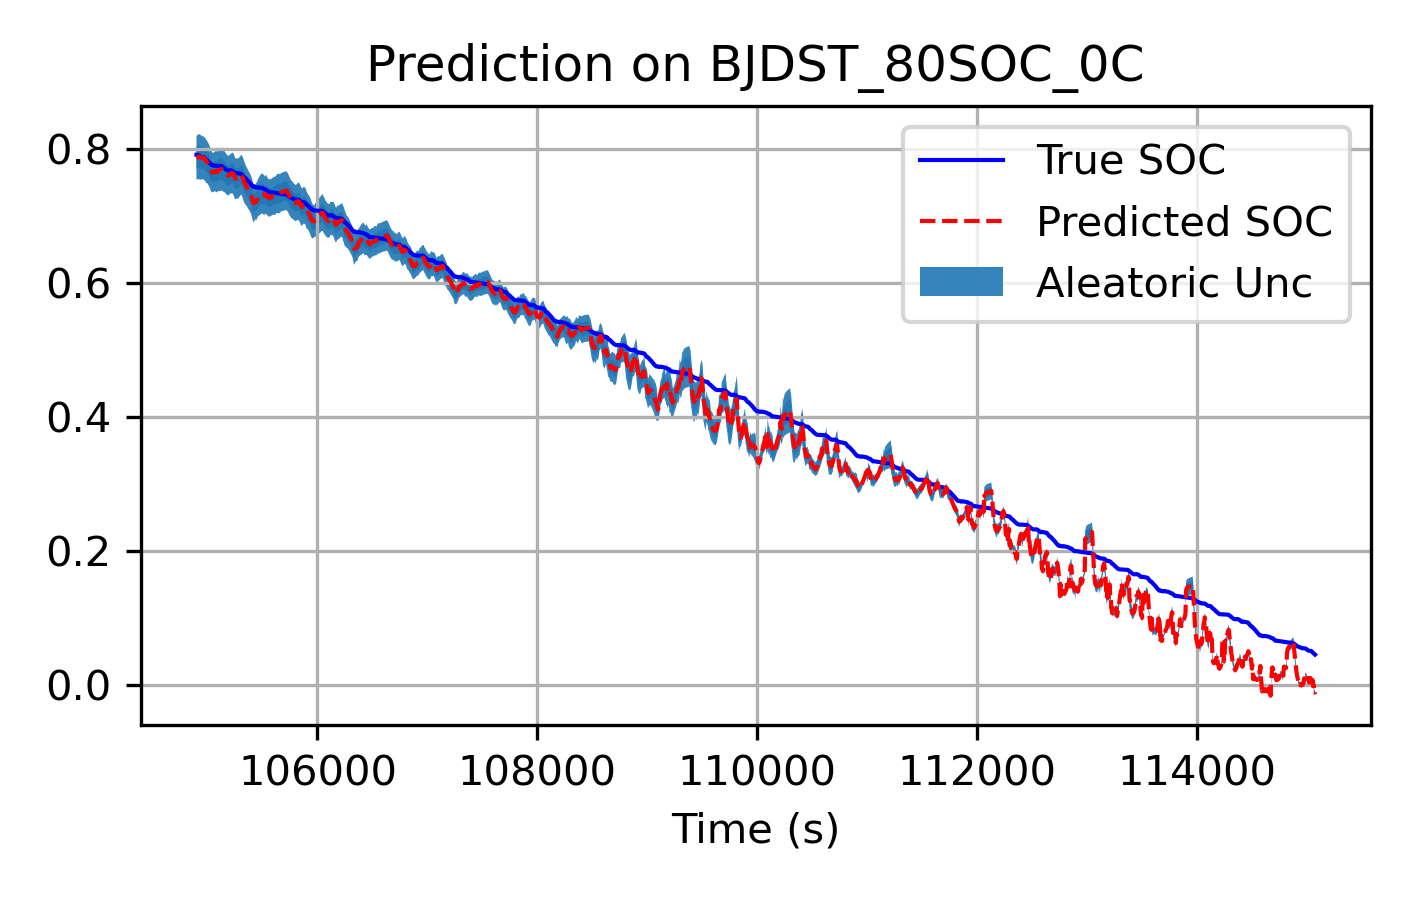 Prediction on BJDST_80SOC_0C
True SOC
Predicted SOC
Aleatoric Unc
0.8
0.6
0.4
0.2
0.0
106000 108000 110000 112000 114000
Time (s)